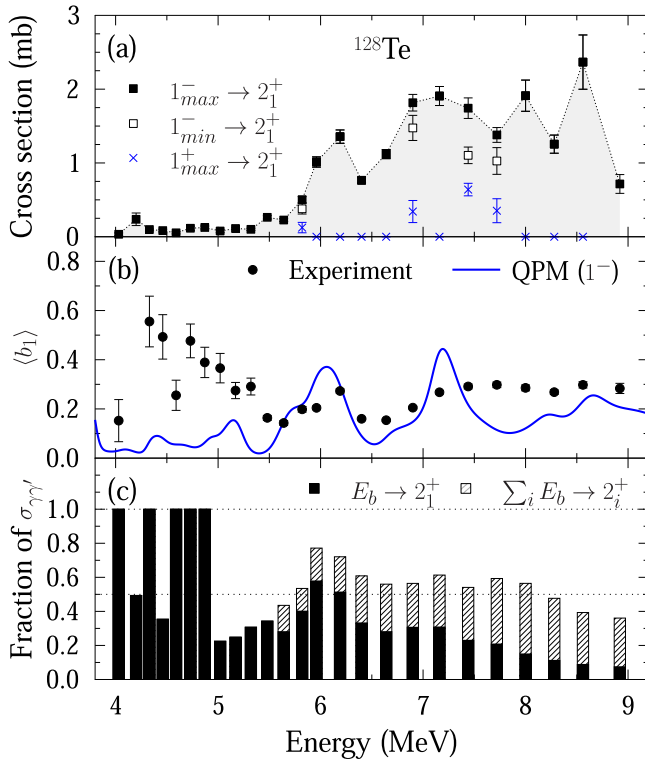 (a) ¹²⁸Te
Cross section (mb)
3
2
1
0
■ 1⁻max → 2⁺₁
□ 1⁻min → 2⁺₁
× 1⁺max → 2⁺₁
(b) ● Experiment — QPM (1⁻)
⟨b₁⟩
0.8
0.6
0.4
0.2
0.0
(c) E_b → 2⁺₁ ∑ᵢ E_b → 2⁺ᵢ
Fraction of σγγ′
1.0
0.8
0.6
0.4
0.2
0.0
4 5 6 7 8 9
Energy (MeV)